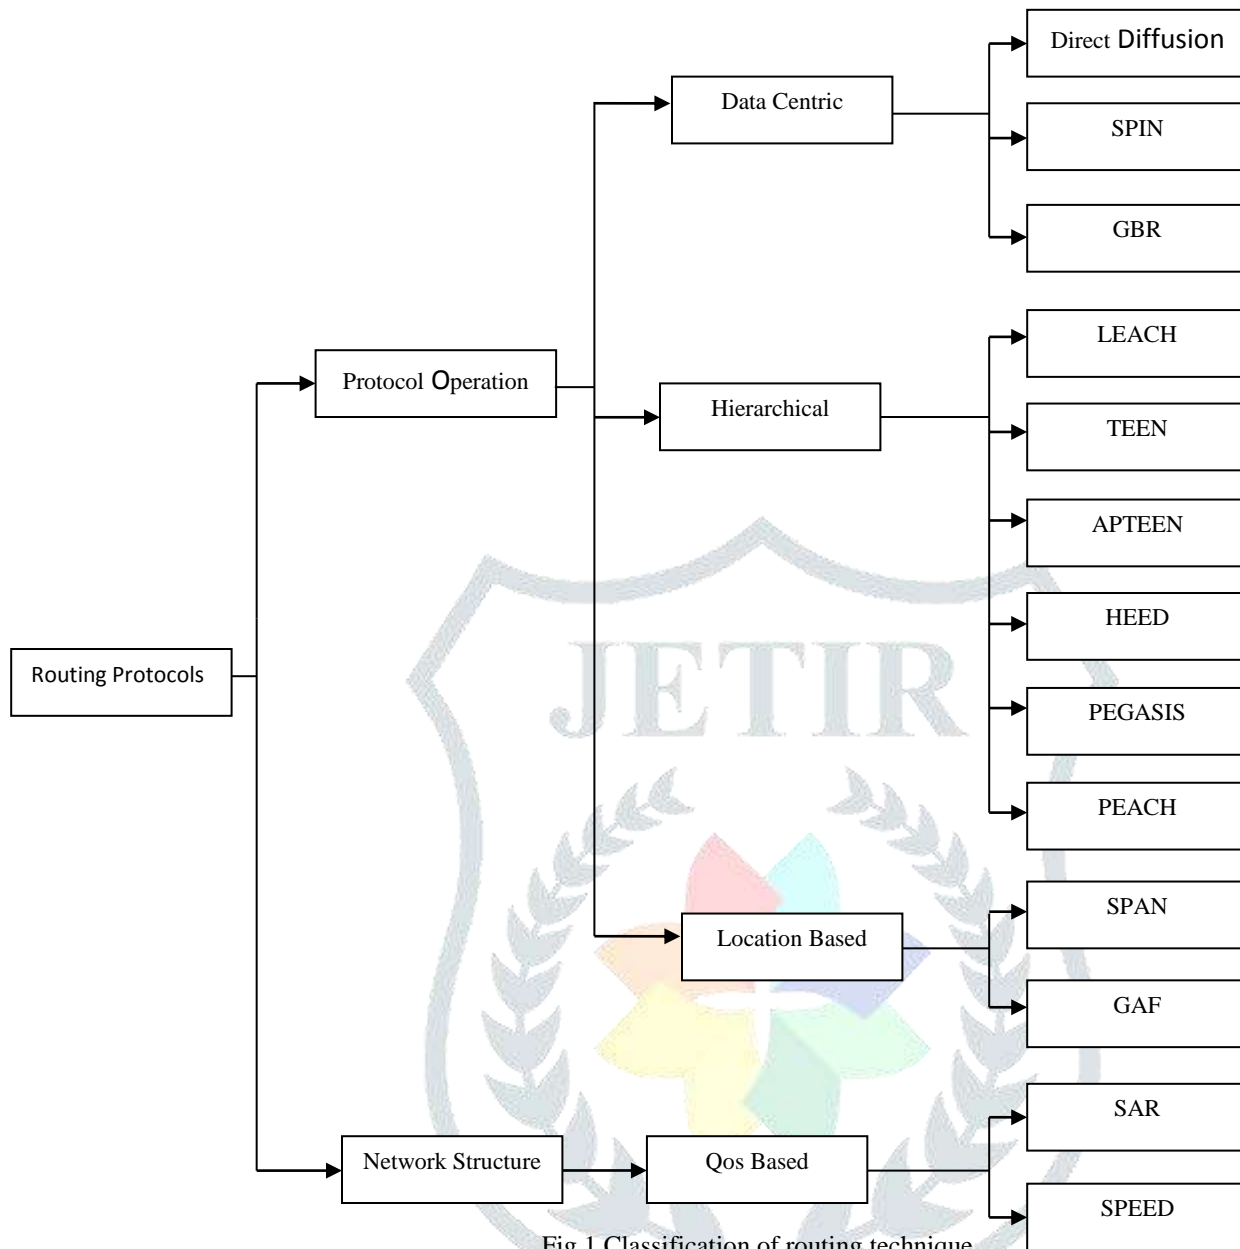 Direct Diffusion
Data Centric
SPIN
GBR
LEACH
Protocol Operation
Hierarchical
TEEN
APTEEN
HEED
JETIR
Routing Protocols
PEGASIS
PEACH
SPAN
Location Based
GAF
SAR
Network Structure
Qos Based
SPEED
Fig 1 Classification of routing technique